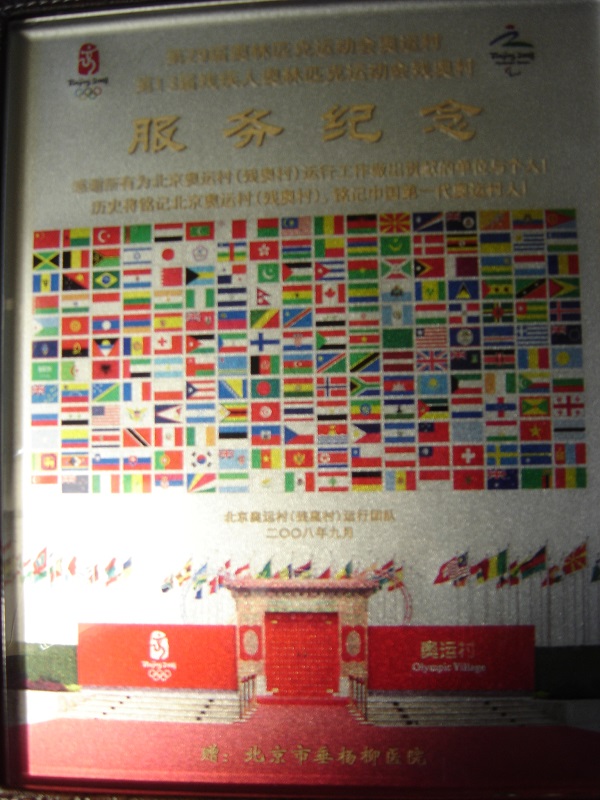 第29届奥林匹克运动会奥运村
第13届残疾人奥林匹克运动会残奥村
Beijing 2008
Beijing 2008
服务纪念
感谢所有为北京奥运村(残奥村)运行工作做出贡献的单位与个人!
历史将铭记北京奥运村(残奥村),铭记中国第一代奥运村人!
北京奥运村(残奥村)运行团队
二〇〇八年九月
Beijing 2008
奥运村
Olympic Village
赠:北京市垂杨柳医院